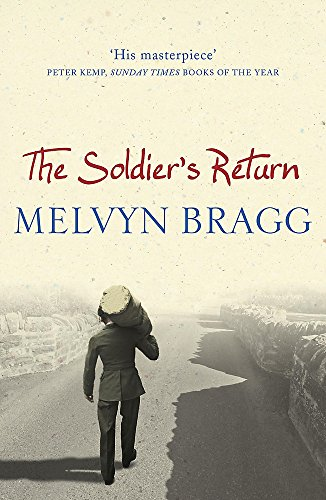 ‘His masterpiece’
PETER KEMP, SUNDAY TIMES BOOKS OF THE YEAR
The Soldier's Return
MELVYN BRAGG